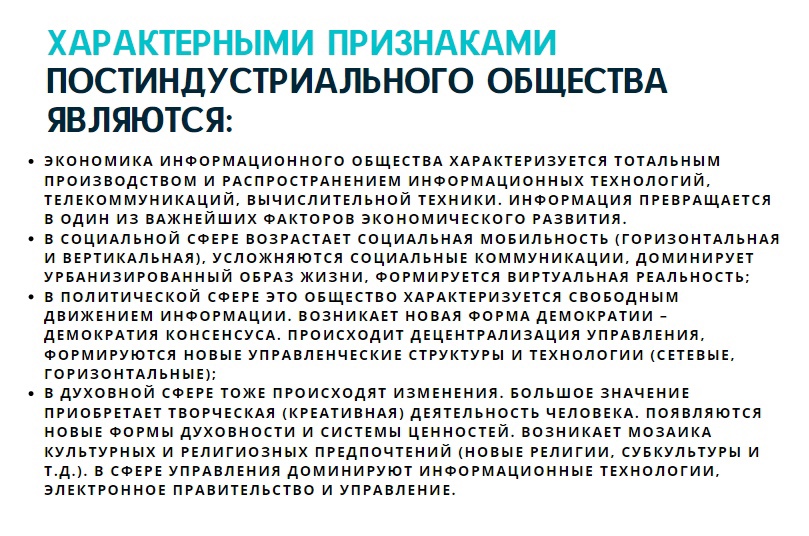 ХАРАКТЕРНЫМИ ПРИЗНАКАМИ
ПОСТИНДУСТРИАЛЬНОГО ОБЩЕСТВА
ЯВЛЯЮТСЯ:
• ЭКОНОМИКА ИНФОРМАЦИОННОГО ОБЩЕСТВА ХАРАКТЕРИЗУЕТСЯ ТОТАЛЬНЫМ
ПРОИЗВОДСТВОМ И РАСПРОСТРАНЕНИЕМ ИНФОРМАЦИОННЫХ ТЕХНОЛОГИЙ,
ТЕЛЕКОММУНИКАЦИЙ, ВЫЧИСЛИТЕЛЬНОЙ ТЕХНИКИ. ИНФОРМАЦИЯ ПРЕВРАЩАЕТСЯ
В ОДИН ИЗ ВАЖНЕЙШИХ ФАКТОРОВ ЭКОНОМИЧЕСКОГО РАЗВИТИЯ.
• В СОЦИАЛЬНОЙ СФЕРЕ ВОЗРАСТАЕТ СОЦИАЛЬНАЯ МОБИЛЬНОСТЬ (ГОРИЗОНТАЛЬНАЯ
И ВЕРТИКАЛЬНАЯ), УСЛОЖНЯЮТСЯ СОЦИАЛЬНЫЕ КОММУНИКАЦИИ, ДОМИНИРУЕТ
УРБАНИЗИРОВАННЫЙ ОБРАЗ ЖИЗНИ, ФОРМИРУЕТСЯ ВИРТУАЛЬНАЯ РЕАЛЬНОСТЬ;
• В ПОЛИТИЧЕСКОЙ СФЕРЕ ЭТО ОБЩЕСТВО ХАРАКТЕРИЗУЕТСЯ СВОБОДНЫМ
ДВИЖЕНИЕМ ИНФОРМАЦИИ. ВОЗНИКАЕТ НОВАЯ ФОРМА ДЕМОКРАТИИ –
ДЕМОКРАТИЯ КОНСЕНСУСА. ПРОИСХОДИТ ДЕЦЕНТРАЛИЗАЦИЯ УПРАВЛЕНИЯ,
ФОРМИРУЮТСЯ НОВЫЕ УПРАВЛЕНЧЕСКИЕ СТРУКТУРЫ И ТЕХНОЛОГИИ (СЕТЕВЫЕ,
ГОРИЗОНТАЛЬНЫЕ);
• В ДУХОВНОЙ СФЕРЕ ТОЖЕ ПРОИСХОДЯТ ИЗМЕНЕНИЯ. БОЛЬШОЕ ЗНАЧЕНИЕ
ПРИОБРЕТАЕТ ТВОРЧЕСКАЯ (КРЕАТИВНАЯ) ДЕЯТЕЛЬНОСТЬ ЧЕЛОВЕКА. ПОЯВЛЯЮТСЯ
НОВЫЕ ФОРМЫ ДУХОВНОСТИ И СИСТЕМЫ ЦЕННОСТЕЙ. ВОЗНИКАЕТ МОЗАИКА
КУЛЬТУРНЫХ И РЕЛИГИОЗНЫХ ПРЕДПОЧТЕНИЙ (НОВЫЕ РЕЛИГИИ, СУБКУЛЬТУРЫ И
Т.Д.). В СФЕРЕ УПРАВЛЕНИЯ ДОМИНИРУЮТ ИНФОРМАЦИОННЫЕ ТЕХНОЛОГИИ,
ЭЛЕКТРОННОЕ ПРАВИТЕЛЬСТВО И УПРАВЛЕНИЕ.